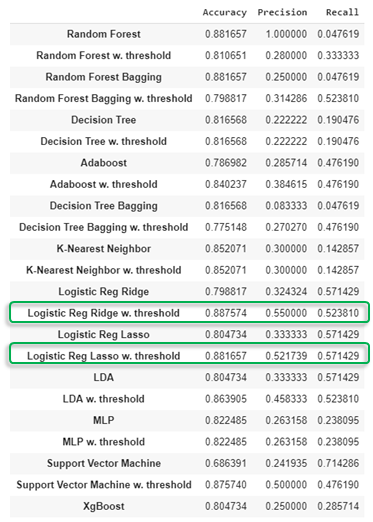 Accuracy Precision Recall
Random Forest 0.881657 1.000000 0.047619
Random Forest w. threshold 0.810651 0.280000 0.333333
Random Forest Bagging 0.881657 0.250000 0.047619
Random Forest Bagging w. threshold 0.798817 0.314286 0.523810
Decision Tree 0.816568 0.222222 0.190476
Decision Tree w. threshold 0.816568 0.222222 0.190476
Adaboost 0.786982 0.285714 0.476190
Adaboost w. threshold 0.840237 0.384615 0.476190
Decision Tree Bagging 0.816568 0.083333 0.047619
Decision Tree Bagging w. threshold 0.775148 0.270270 0.476190
K-Nearest Neighbor 0.852071 0.300000 0.142857
K-Nearest Neighbor w. threshold 0.852071 0.300000 0.142857
Logistic Reg Ridge 0.798817 0.324324 0.571429
Logistic Reg Ridge w. threshold 0.887574 0.550000 0.523810
Logistic Reg Lasso 0.804734 0.333333 0.571429
Logistic Reg Lasso w. threshold 0.881657 0.521739 0.571429
LDA 0.804734 0.333333 0.571429
LDA w. threshold 0.863905 0.458333 0.523810
MLP 0.822485 0.263158 0.238095
MLP w. threshold 0.822485 0.263158 0.238095
Support Vector Machine 0.686391 0.241935 0.714286
Support Vector Machine w. threshold 0.875740 0.500000 0.476190
XgBoost 0.804734 0.250000 0.285714